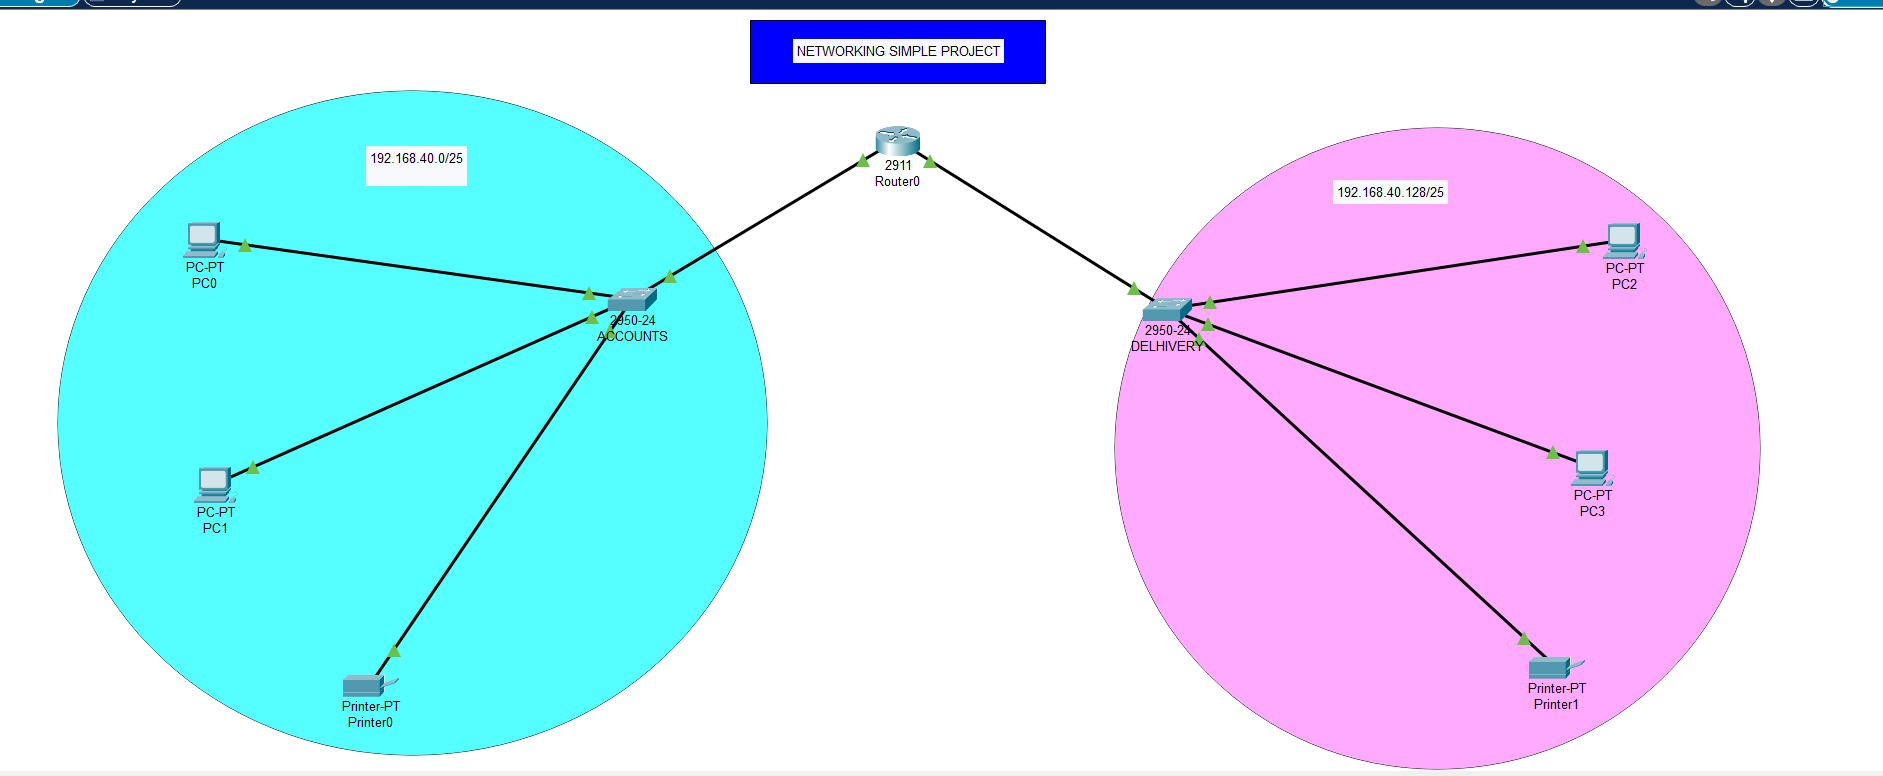 NETWORKING SIMPLE PROJECT
192.168.40.0/25
2911
Router0
192.168.40.128/25
PC-PT
PC0
PC-PT
PC2
2950-24
ACCOUNTS
2950-24
DELHIVERY
PC-PT
PC1
PC-PT
PC3
Printer-PT
Printer0
Printer-PT
Printer1